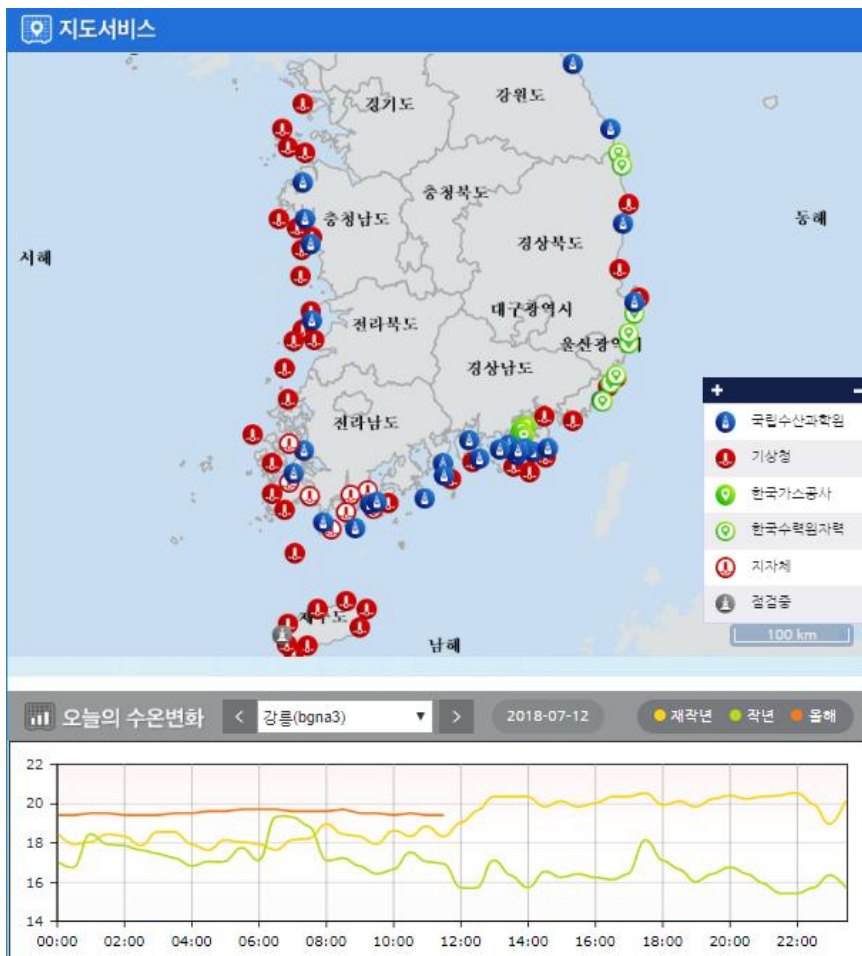 지도서비스
경기도
강원도
충청북도
충청남도
동해
서해
경상북도
대구광역시
전라북도
울산광역시
경상남도
전라남도
+ −
국립수산과학원
기상청
한국가스공사
한국수력원자력
지자체
점검중
100 km
제주도
남해
오늘의 수온변화 < 강릉(bgna3) ▼ > 2018-07-12 재작년 작년 올해
22
20
18
16
14
00:00 02:00 04:00 06:00 08:00 10:00 12:00 14:00 16:00 18:00 20:00 22:00